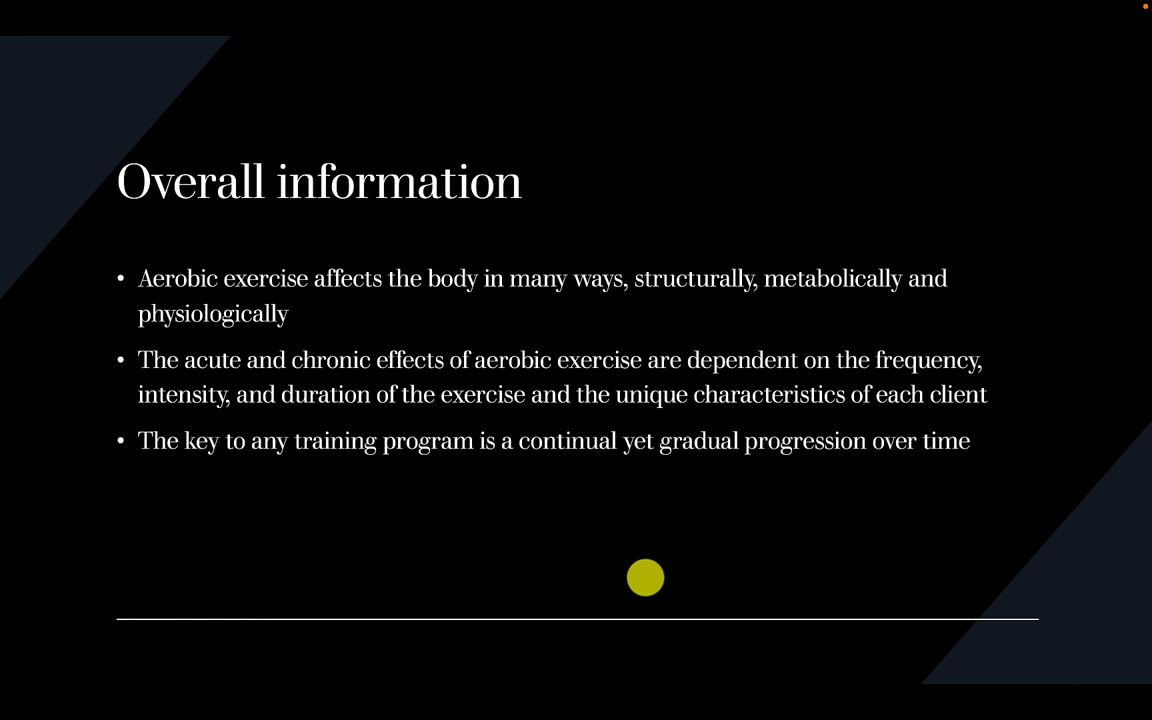 Overall information
• Aerobic exercise affects the body in many ways, structurally, metabolically and
physiologically
• The acute and chronic effects of aerobic exercise are dependent on the frequency,
intensity, and duration of the exercise and the unique characteristics of each client
• The key to any training program is a continual yet gradual progression over time